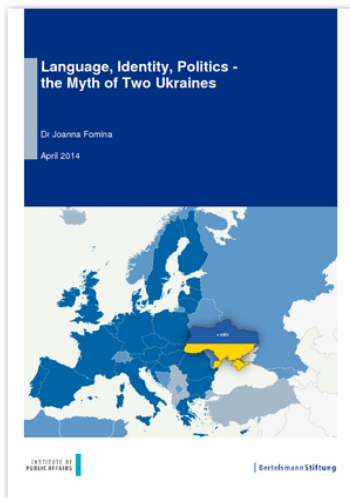 Language, Identity, Politics -
the Myth of Two Ukraines
Dr Joanna Fomina
April 2014
INSTITUTE OF
PUBLIC AFFAIRS
BertelsmannStiftung